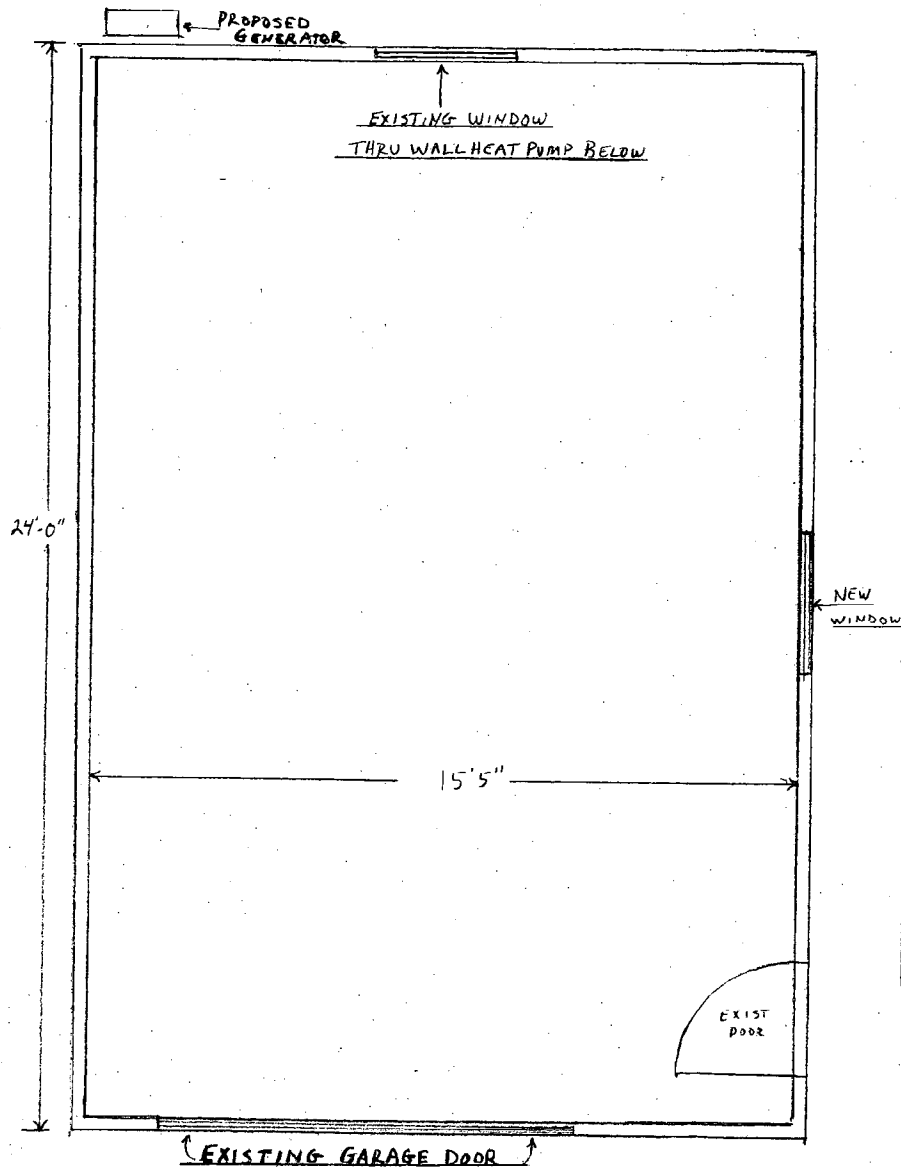 PROPOSED
GENERATOR
EXISTING WINDOW
THRU WALL HEAT PUMP BELOW
24'-0"
NEW
WINDOW
15'5"
EXIST
DOOR
EXISTING GARAGE DOOR